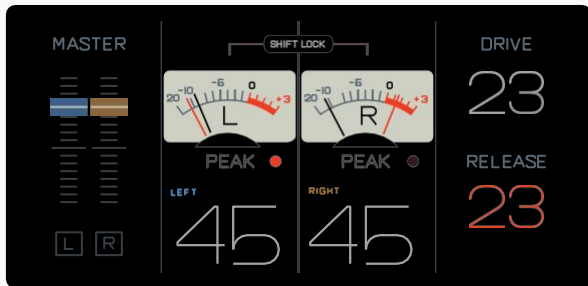 MASTER
L R
SHIFT LOCK
20 -10 -5 0 +3
L
PEAK
LEFT
45
20 -10 -5 0 +3
R
PEAK
RIGHT
45
DRIVE
23
RELEASE
23